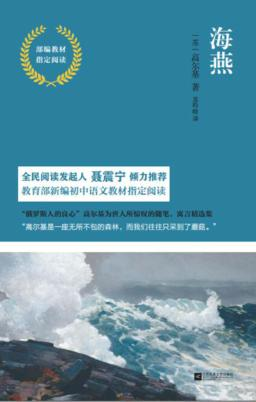 部编教材
指定阅读
海燕
［苏］高尔基 著
全民阅读发起人 聂震宁 倾力推荐
教育部新编初中语文教材指定阅读
“俄罗斯人的良心”高尔基为世人所惊叹的随笔、寓言精选集
“高尔基是一座无所不包的森林，而我们往往只采到了蘑菇。”